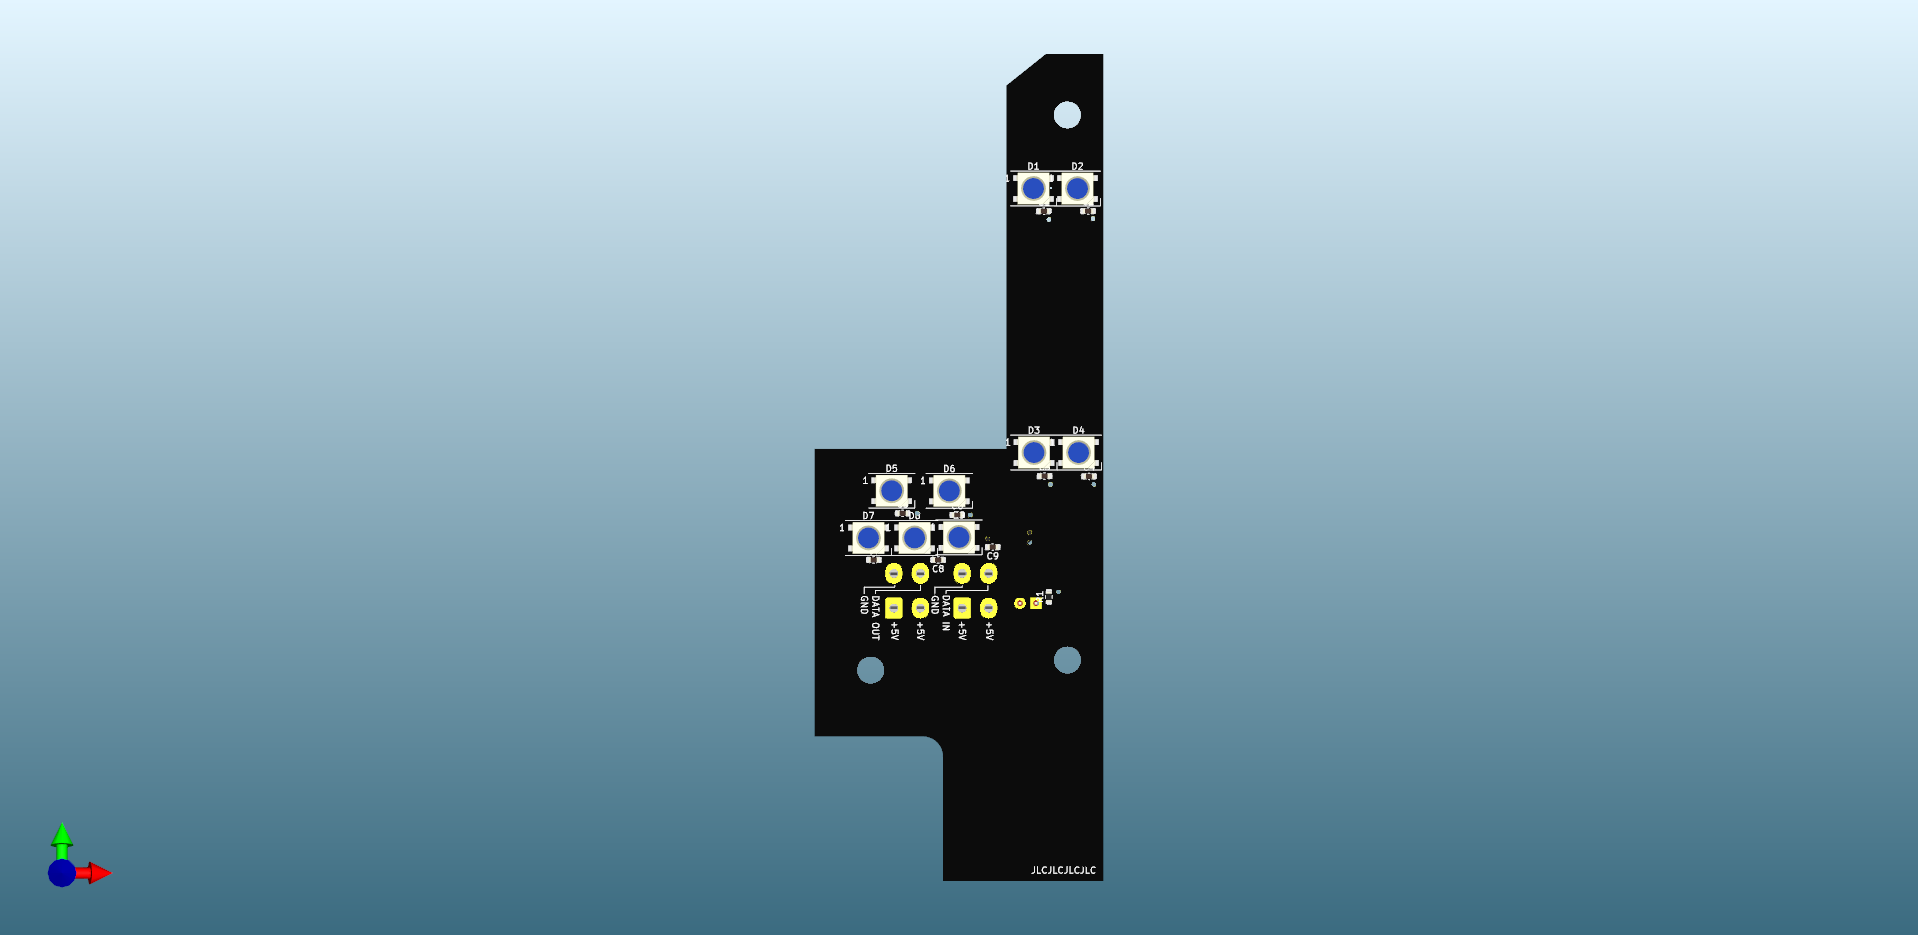 D1 D2
1
D3 D4
1
D5 D6
1 1
D7 D8
1
C9
C8
GND DATA OUT GND DATA IN
+5V +5V +5V +5V
JLCJLCJLCJLC